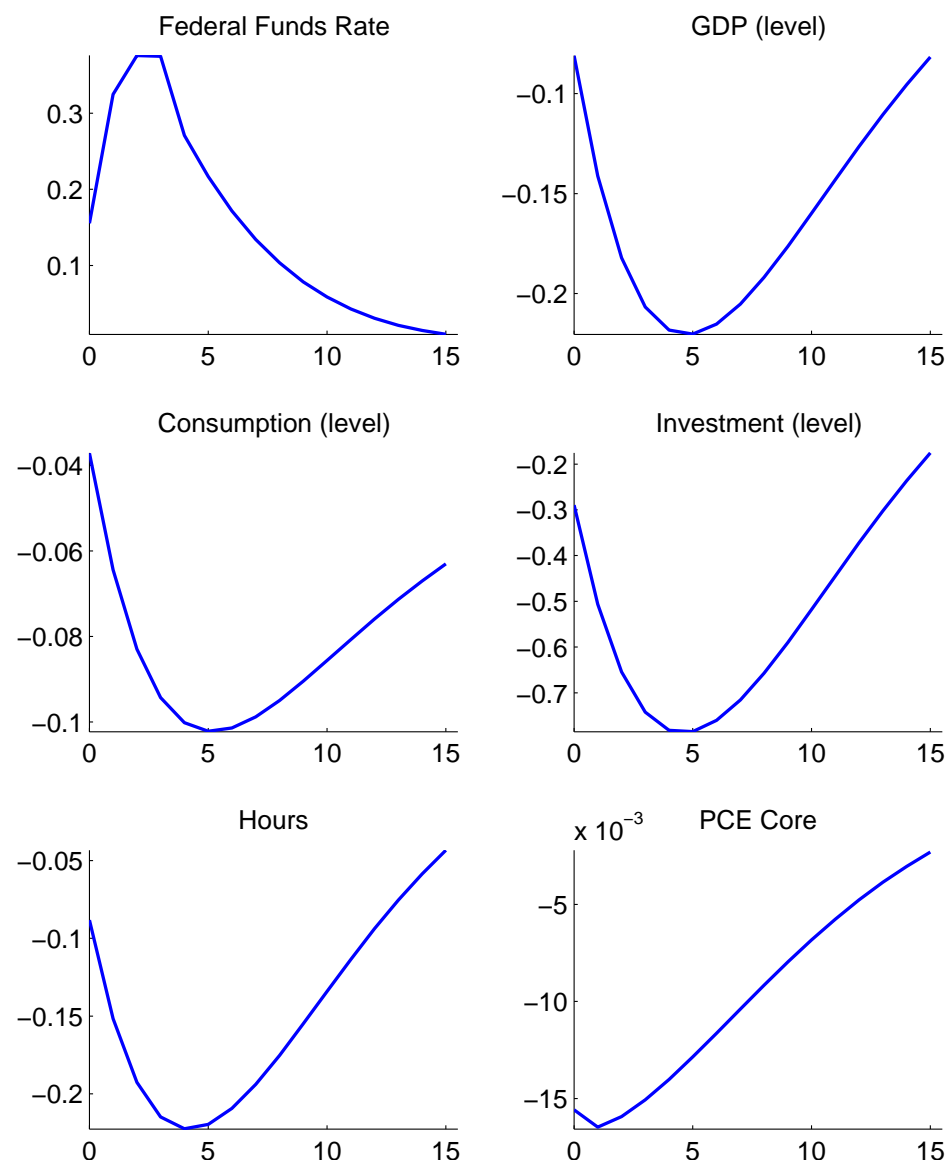 Federal Funds Rate
0.3
0.2
0.1
0 5 10 15
GDP (level)
−0.1
−0.15
−0.2
0 5 10 15
Consumption (level)
−0.04
−0.06
−0.08
−0.1
0 5 10 15
Investment (level)
−0.2
−0.3
−0.4
−0.5
−0.6
−0.7
0 5 10 15
Hours
−0.05
−0.1
−0.15
−0.2
0 5 10 15
x 10⁻³ PCE Core
−5
−10
−15
0 5 10 15